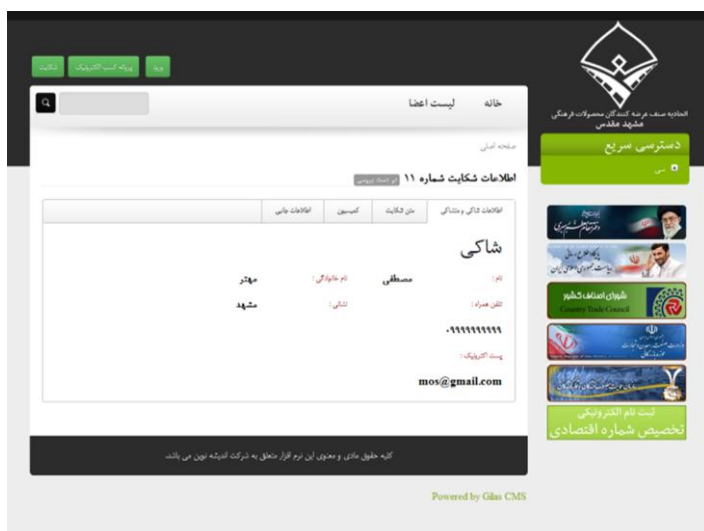 شکایت
پروانه کسب الکترونیک
ورود
اتحادیه صنف عرضه کنندگان محصولات فرهنگی
مشهد مقدس
خانه
لیست اعضا
دسترسی سریع
صفحه اصلی
اطلاعات شکایت شماره ۱۱
اطلاعات شاکی و متشاکی
متن شکایت
کمیسیون
اطلاعات جانبی
شاکی
نام :
مصطفی
نام خانوادگی :
مهتر
تلفن همراه :
نشانی :
مشهد
۰۹۹۹۹۹۹۹۹۹۹
پست الکترونیک :
mos@gmail.com
شورای اصناف کشور
Country Trade Council
ثبت نام الکترونیکی
تخصیص شماره اقتصادی
کلیه حقوق مادی و معنوی این نرم افزار متعلق به شرکت اندیشه نوین می باشد.
Powered by Gilas CMS